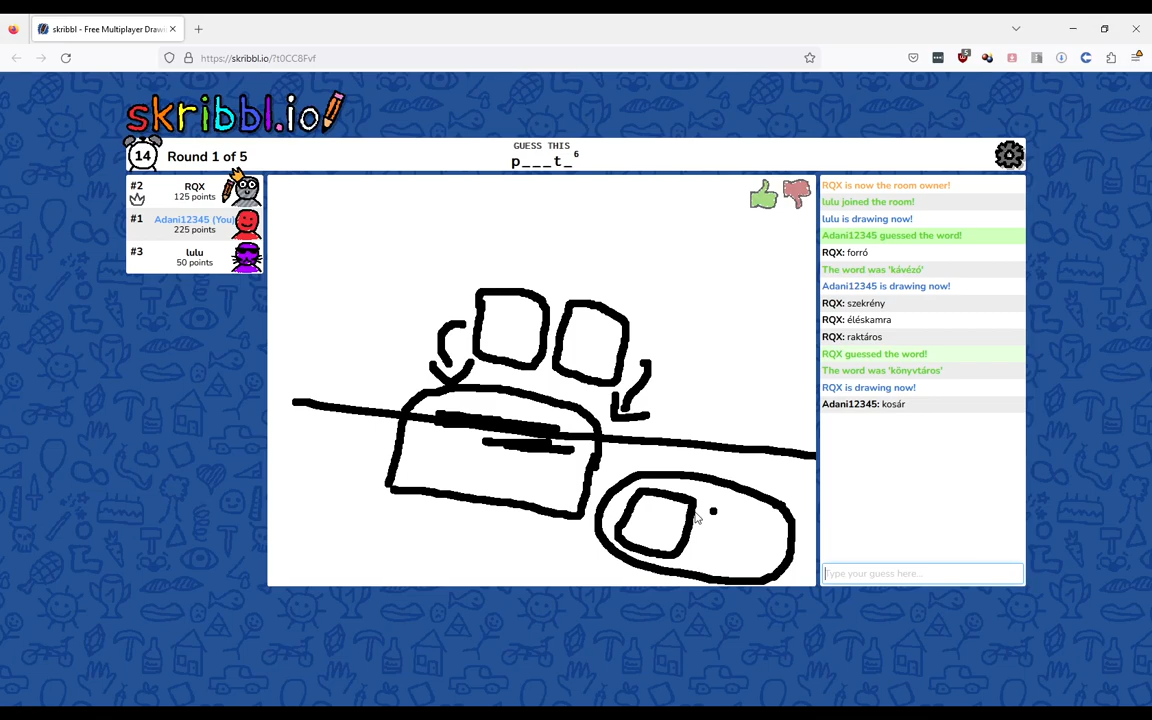 skribbl - Free Multiplayer Drawi
https://skribbl.io/?t0CC8Fvf
5
skribbl.io
14
Round 1 of 5
GUESS THIS
p___t_ 6
#2
RQX
125 points
#1
Adani12345 (You)
225 points
#3
lulu
50 points
RQX is now the room owner!
lulu joined the room!
lulu is drawing now!
Adani12345 guessed the word!
RQX: forró
The word was 'kávézó'
Adani12345 is drawing now!
RQX: szekrény
RQX: éléskamra
RQX: raktáros
RQX guessed the word!
The word was 'könyvtáros'
RQX is drawing now!
Adani12345: kosár
Type your guess here...